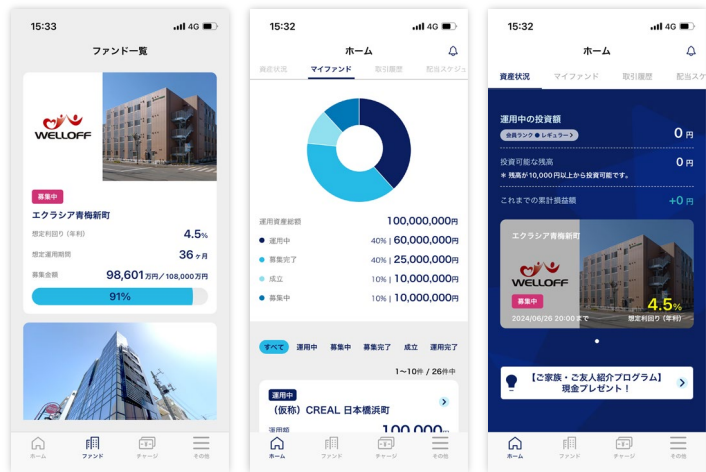 15:33
4G
ファンド一覧
WELLOFF
募集中
エクラシア青梅新町
想定利回り（年利）
4.5%
想定運用期間
36ヶ月
募集金額
98,601万円／108,000万円
91%
ホーム
ファンド
チャージ
その他
15:32
4G
ホーム
資産状況
マイファンド
取引履歴
配当スケジュ
運用資産総額
100,000,000円
運用中
40% | 60,000,000円
募集完了
40% | 25,000,000円
成立
10% | 10,000,000円
募集中
10% | 10,000,000円
すべて
運用中
募集中
募集完了
成立
運用完了
1〜10件 / 26件中
運用中
（仮称）CREAL 日本橋浜町
運用額
100,000円
ホーム
ファンド
チャージ
その他
15:32
4G
ホーム
資産状況
マイファンド
取引履歴
配当スケ
運用中の投資額
会員ランク ● レギュラー >
0 円
投資可能な残高
0 円
＊ 残高が10,000円以上から投資可能です。
これまでの累計損益額
+0 円
エクラシア青梅新町
WELLOFF
募集中
4.5%
2024/06/26 20:00まで
想定利回り（年利）
【ご家族・ご友人紹介プログラム】
現金プレゼント！
ホーム
ファンド
チャージ
その他